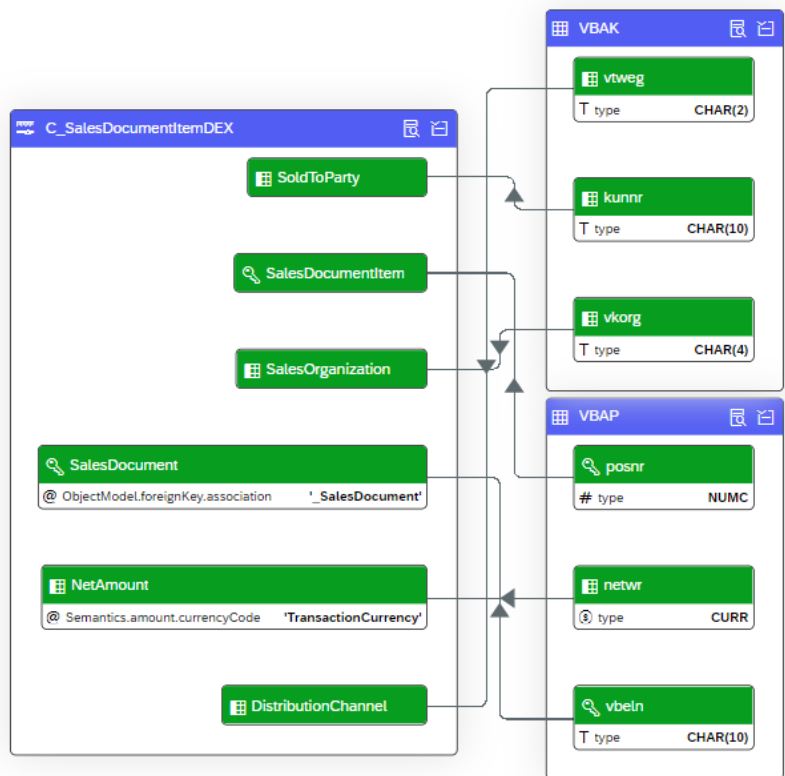 C_SalesDocumentItemDEX
SoldToParty
SalesDocumentItem
SalesOrganization
SalesDocument
@ ObjectModel.foreignKey.association '_SalesDocument'
NetAmount
@ Semantics.amount.currencyCode 'TransactionCurrency'
DistributionChannel
VBAK
vtweg
T type CHAR(2)
kunnr
T type CHAR(10)
vkorg
T type CHAR(4)
VBAP
posnr
# type NUMC
netwr
$ type CURR
vbeln
T type CHAR(10)